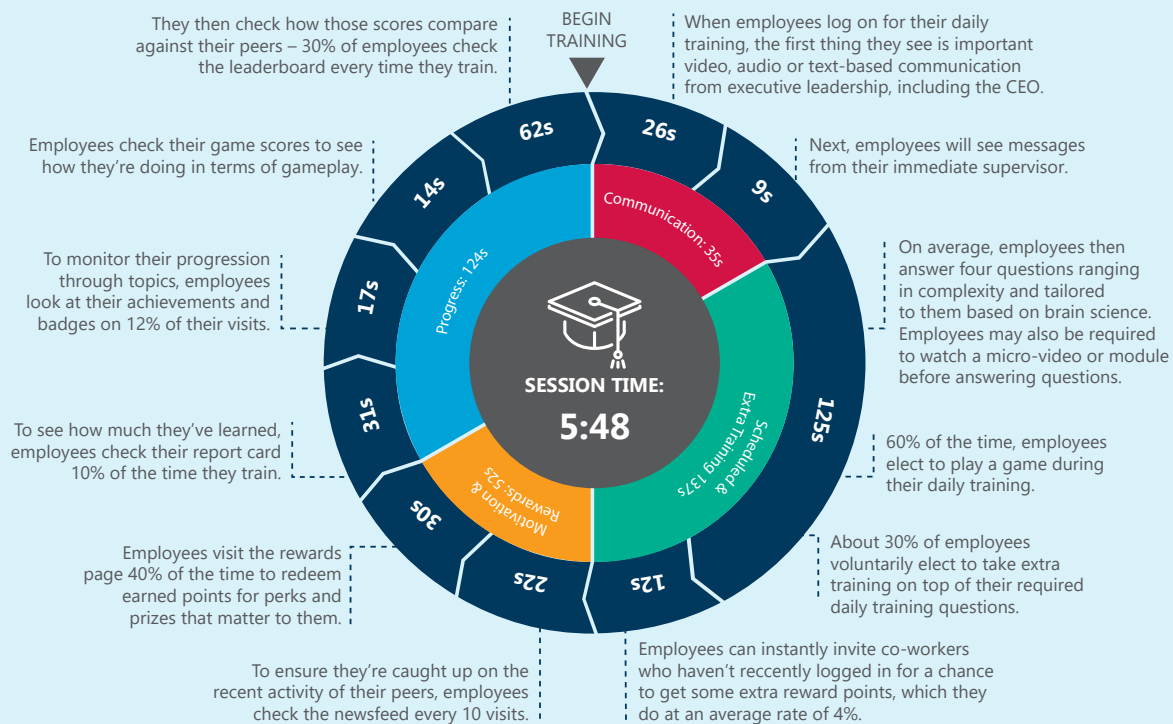 BEGIN
TRAINING
When employees log on for their daily
training, the first thing they see is important
video, audio or text-based communication
from executive leadership, including the CEO.
Next, employees will see messages
from their immediate supervisor.
On average, employees then
answer four questions ranging
in complexity and tailored
to them based on brain science.
Employees may also be required
to watch a micro-video or module
before answering questions.
60% of the time, employees
elect to play a game during
their daily training.
About 30% of employees
voluntarily elect to take extra
training on top of their required
daily training questions.
Employees can instantly invite co-workers
who haven't reccently logged in for a chance
to get some extra reward points, which they
do at an average rate of 4%.
To ensure they're caught up on the
recent activity of their peers, employees
check the newsfeed every 10 visits.
Employees visit the rewards
page 40% of the time to redeem
earned points for perks and
prizes that matter to them.
To see how much they've learned,
employees check their report card
10% of the time they train.
To monitor their progression
through topics, employees
look at their achievements and
badges on 12% of their visits.
Employees check their game scores to see
how they're doing in terms of gameplay.
They then check how those scores compare
against their peers – 30% of employees check
the leaderboard every time they train.
26s
9s
125s
12s
22s
30s
31s
17s
14s
62s
Communication: 35s
Scheduled &
Extra Training 137s
Motivation &
Rewards: 52s
Progress: 124s
SESSION TIME:
5:48